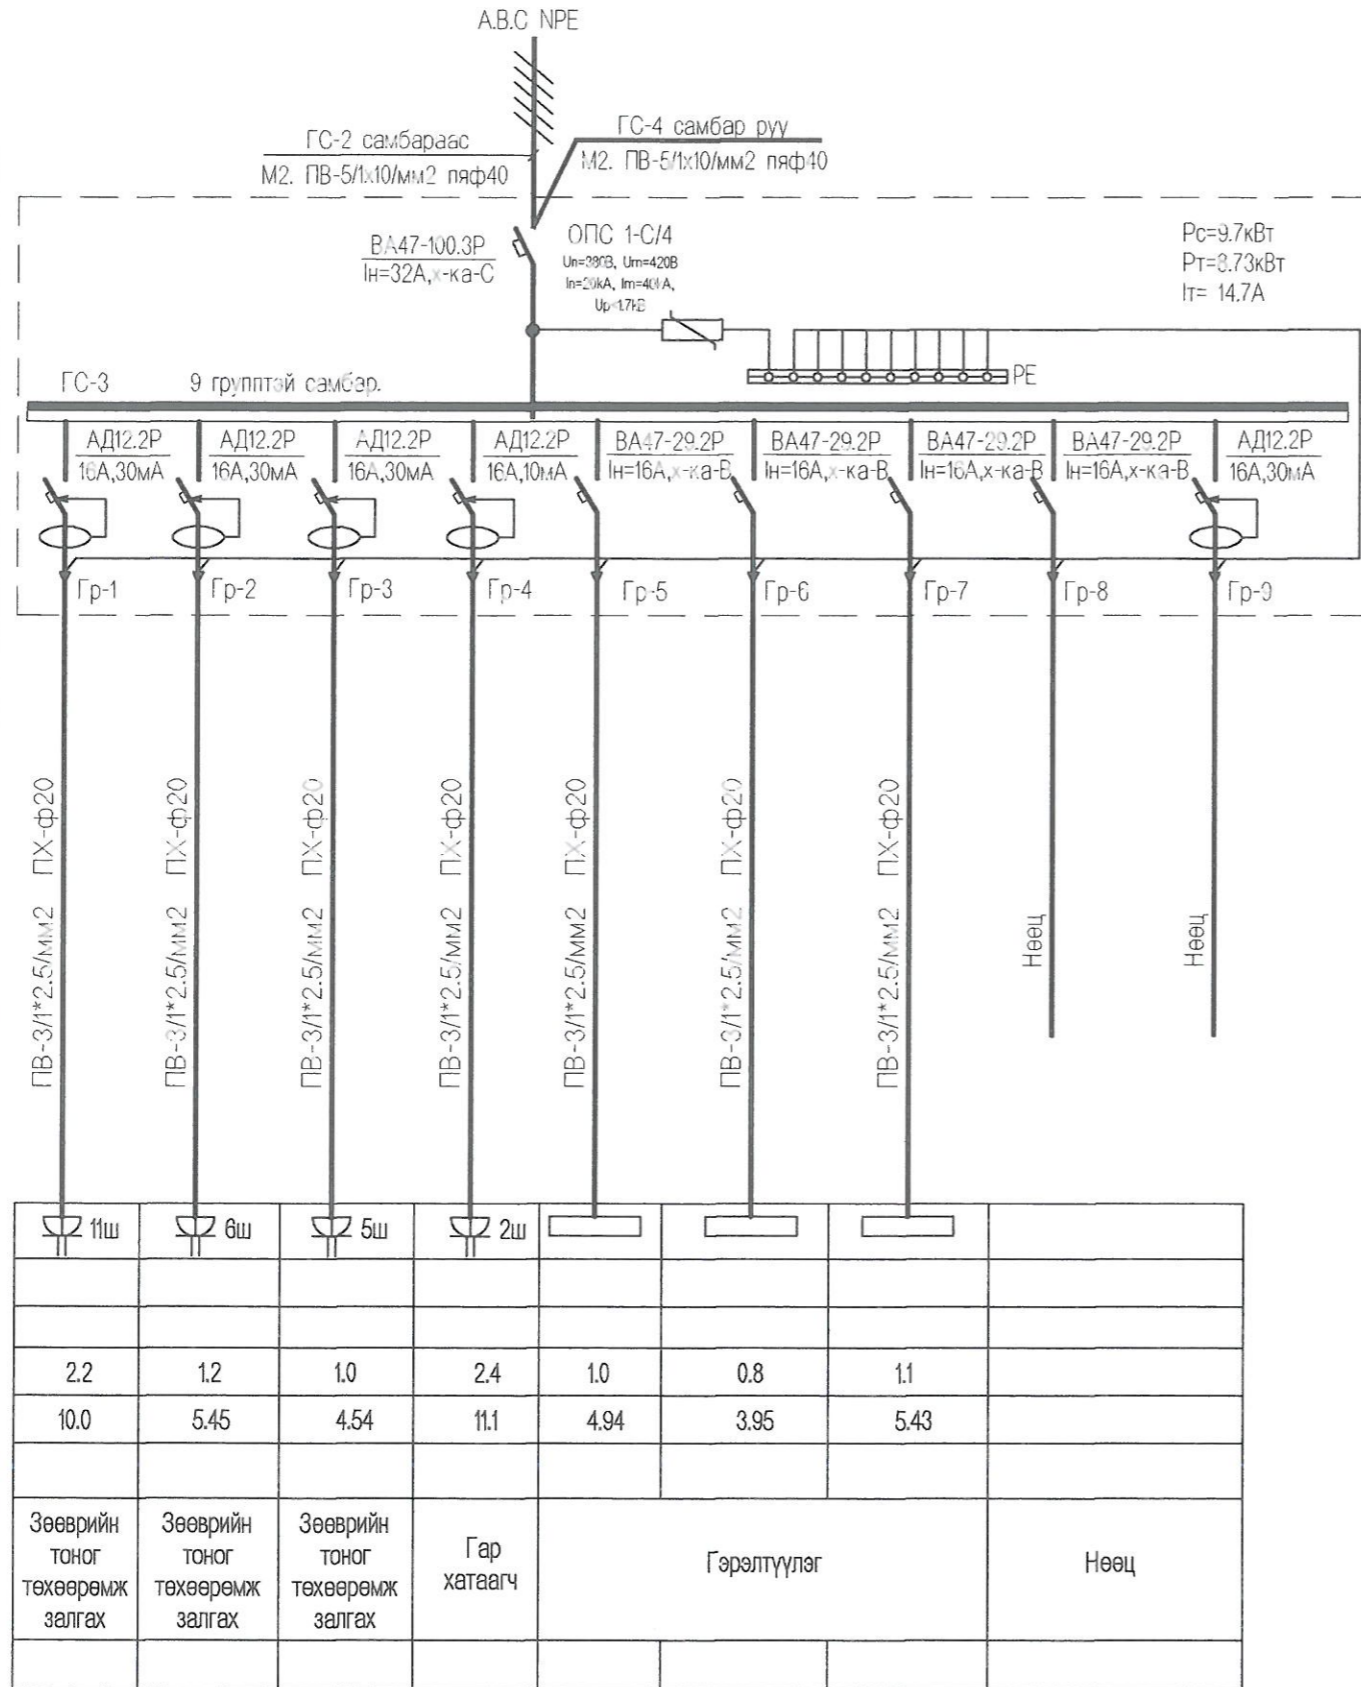 A.B.C NPE
ГС-2 самбараас
М2. ПВ-5/1х10/мм2 пяф40
ГС-4 самбар руу
М2. ПВ-5/1х10/мм2 пяф40
ВА47-100.3Р
Iн=32А,х-ка-С
ОПС 1-С/4
Un=380В, Um=420В
In=20kA, Im=40kA,
Up<1.7kB
Рс=9.7кВт
Рт=8.73кВт
Iт= 14.7А
РЕ
ГС-3 9 групптэй самбар.
АД12.2Р
16А,30мА
АД12.2Р
16А,30мА
АД12.2Р
16А,30мА
АД12.2Р
16А,10мА
ВА47-29.2Р
Iн=16А,х-ка-В
ВА47-29.2Р
Iн=16А,х-ка-В
ВА47-29.2Р
Iн=16А,х-ка-В
ВА47-29.2Р
Iн=16А,х-ка-В
АД12.2Р
16А,30мА
Гр-1 Гр-2 Гр-3 Гр-4 Гр-5 Гр-6 Гр-7 Гр-8 Гр-9
ПВ-3/1*2.5/мм2 ПХ-ф20
ПВ-3/1*2.5/мм2 ПХ-ф20
ПВ-3/1*2.5/мм2 ПХ-ф20
ПВ-3/1*2.5/мм2 ПХ-ф20
ПВ-3/1*2.5/мм2 ПХ-ф20
ПВ-3/1*2.5/мм2 ПХ-ф20
ПВ-3/1*2.5/мм2 ПХ-ф20
Нөөц
Нөөц
11ш 6ш 5ш 2ш
2.2 1.2 1.0 2.4 1.0 0.8 1.1
10.0 5.45 4.54 11.1 4.94 3.95 5.43
Зөөврийн
тоног
төхөөрөмж
залгах
Зөөврийн
тоног
төхөөрөмж
залгах
Зөөврийн
тоног
төхөөрөмж
залгах
Гар
хатаагч
Гэрэлтүүлэг
Нөөц